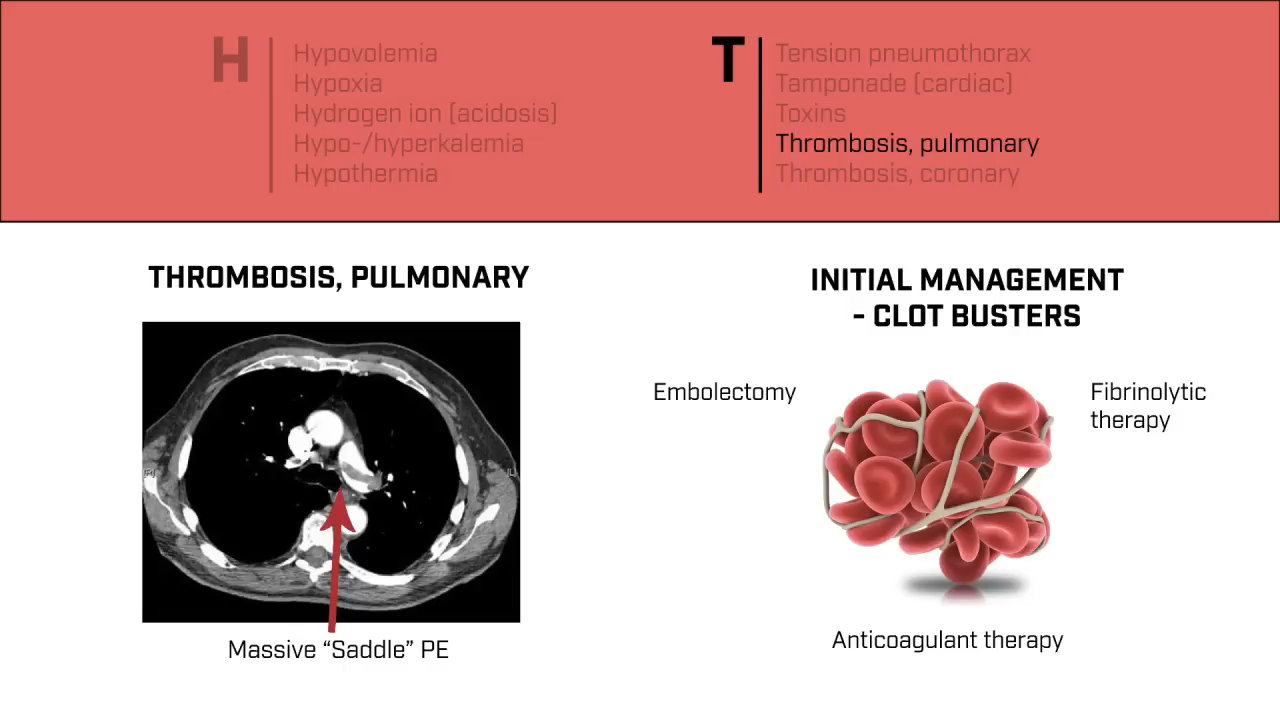 H
Hypovolemia
Hypoxia
Hydrogen ion (acidosis)
Hypo-/hyperkalemia
Hypothermia
T
Tension pneumothorax
Tamponade (cardiac)
Toxins
Thrombosis, pulmonary
Thrombosis, coronary
THROMBOSIS, PULMONARY
Massive “Saddle” PE
INITIAL MANAGEMENT
- CLOT BUSTERS
Embolectomy
Fibrinolytic
therapy
Anticoagulant therapy